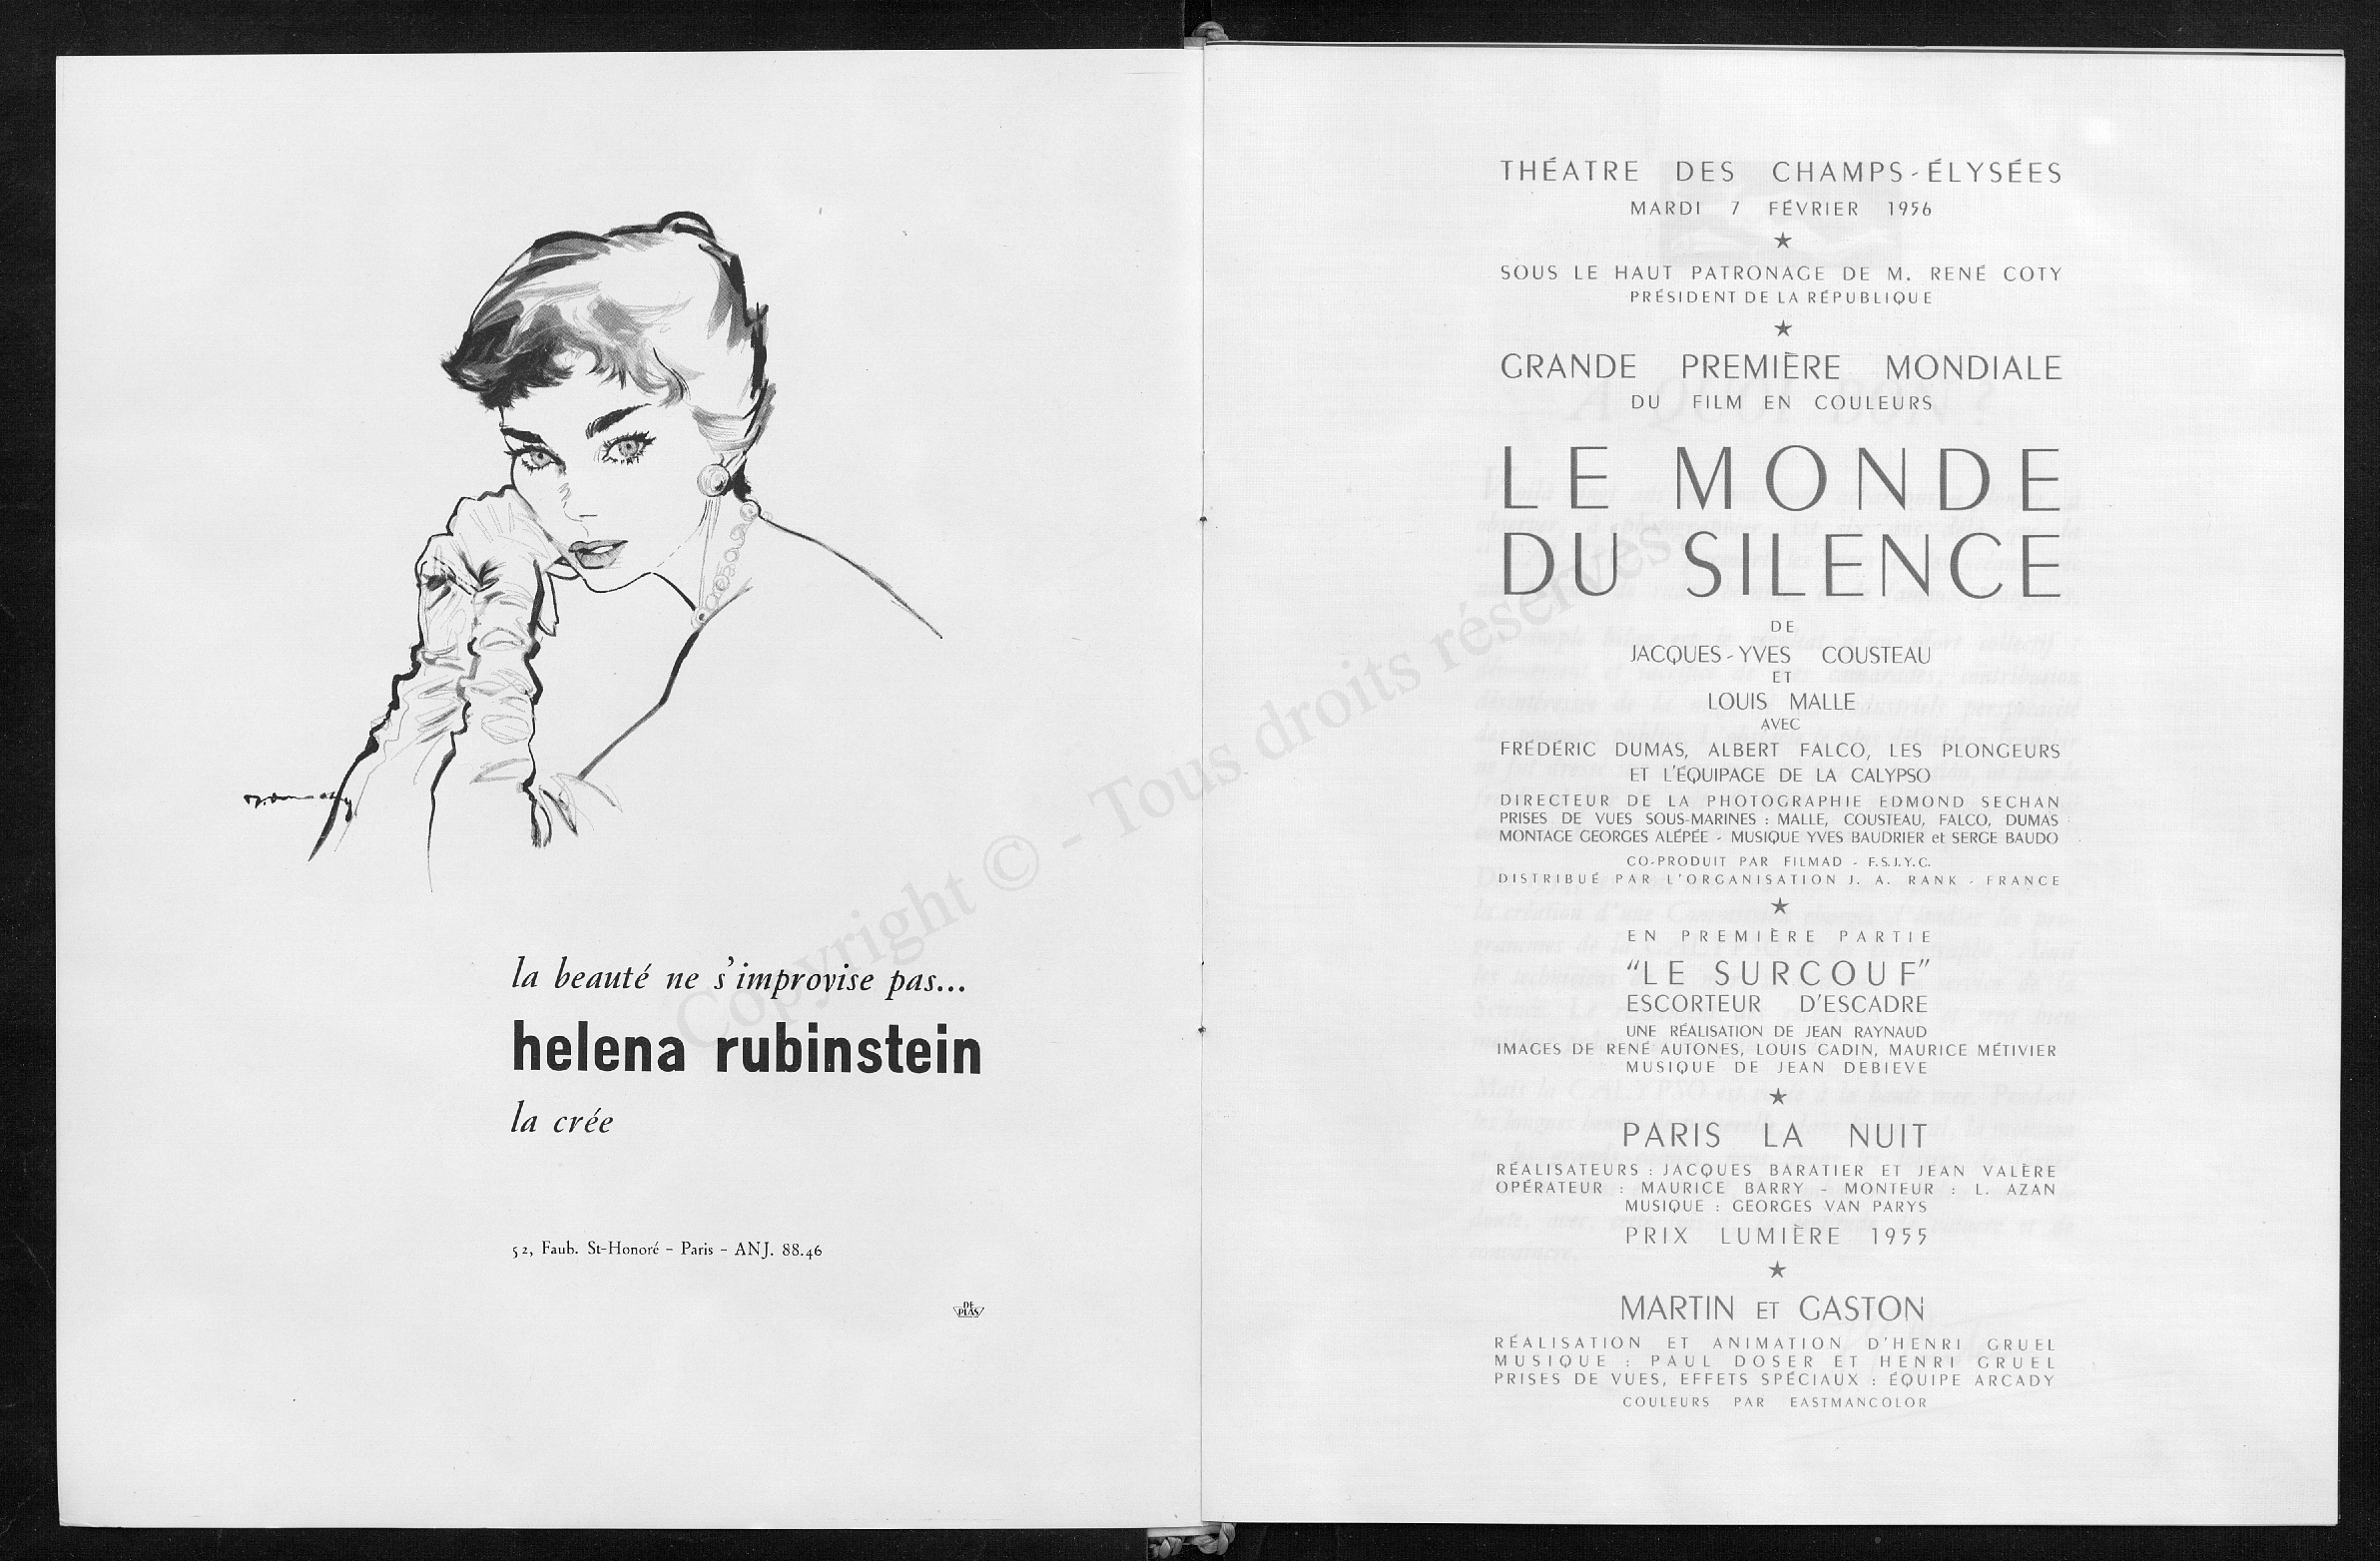 la beauté ne s'improvise pas...
helena rubinstein
la crée
52, Faub. St-Honoré - Paris - ANJ. 88.46
DE
PLAS
THÉATRE DES CHAMPS-ÉLYSÉES
MARDI 7 FÉVRIER 1956
★
SOUS LE HAUT PATRONAGE DE M. RENÉ COTY
PRÉSIDENT DE LA RÉPUBLIQUE
★
GRANDE PREMIÈRE MONDIALE
DU FILM EN COULEURS
LE MONDE
DU SILENCE
DE
JACQUES-YVES COUSTEAU
ET
LOUIS MALLE
AVEC
FRÉDÉRIC DUMAS, ALBERT FALCO, LES PLONGEURS
ET L'ÉQUIPAGE DE LA CALYPSO
DIRECTEUR DE LA PHOTOGRAPHIE EDMOND SECHAN
PRISES DE VUES SOUS-MARINES : MALLE, COUSTEAU, FALCO, DUMAS
MONTAGE GEORGES ALÉPÉE - MUSIQUE YVES BAUDRIER et SERGE BAUDO
CO-PRODUIT PAR FILMAD - F.S.J.Y.C.
DISTRIBUÉ PAR L'ORGANISATION J. A. RANK - FRANCE
★
EN PREMIÈRE PARTIE
"LE SURCOUF"
ESCORTEUR D'ESCADRE
UNE RÉALISATION DE JEAN RAYNAUD
IMAGES DE RENÉ AUTONES, LOUIS CADIN, MAURICE MÉTIVIER
MUSIQUE DE JEAN DEBIEVE
★
PARIS LA NUIT
RÉALISATEURS : JACQUES BARATIER ET JEAN VALÈRE
OPÉRATEUR : MAURICE BARRY - MONTEUR : L. AZAN
MUSIQUE : GEORGES VAN PARYS
PRIX LUMIÈRE 1955
★
MARTIN ET GASTON
RÉALISATION ET ANIMATION D'HENRI GRUEL
MUSIQUE : PAUL DOSER ET HENRI GRUEL
PRISES DE VUES, EFFETS SPÉCIAUX : ÉQUIPE ARCADY
COULEURS PAR EASTMANCOLOR
Copyright © - Tous droits réservés